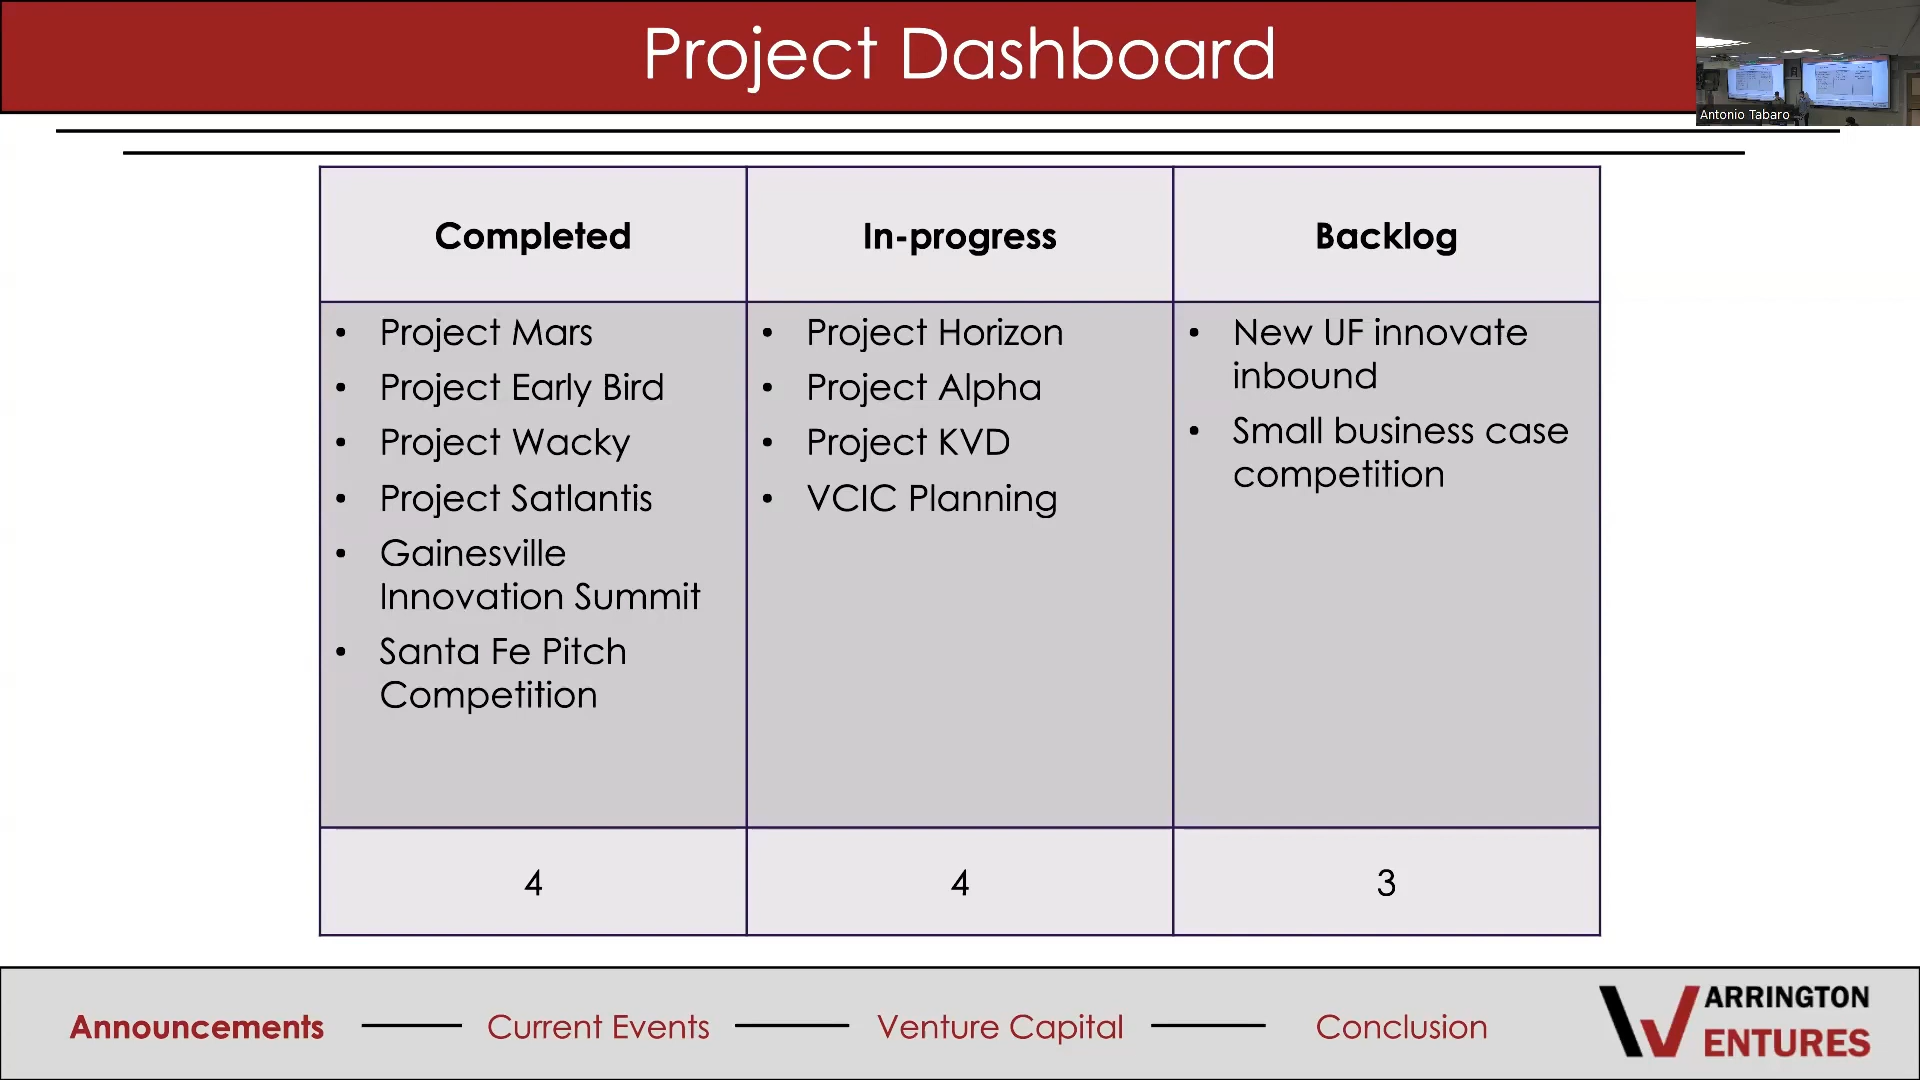 Project Dashboard
Antonio Tabaro
Completed
In-progress
Backlog
• Project Mars
• Project Early Bird
• Project Wacky
• Project Satlantis
• Gainesville
Innovation Summit
• Santa Fe Pitch
Competition
• Project Horizon
• Project Alpha
• Project KVD
• VCIC Planning
• New UF innovate
inbound
• Small business case
competition
4
4
3
Announcements
Current Events
Venture Capital
Conclusion
WARRINGTON
VENTURES